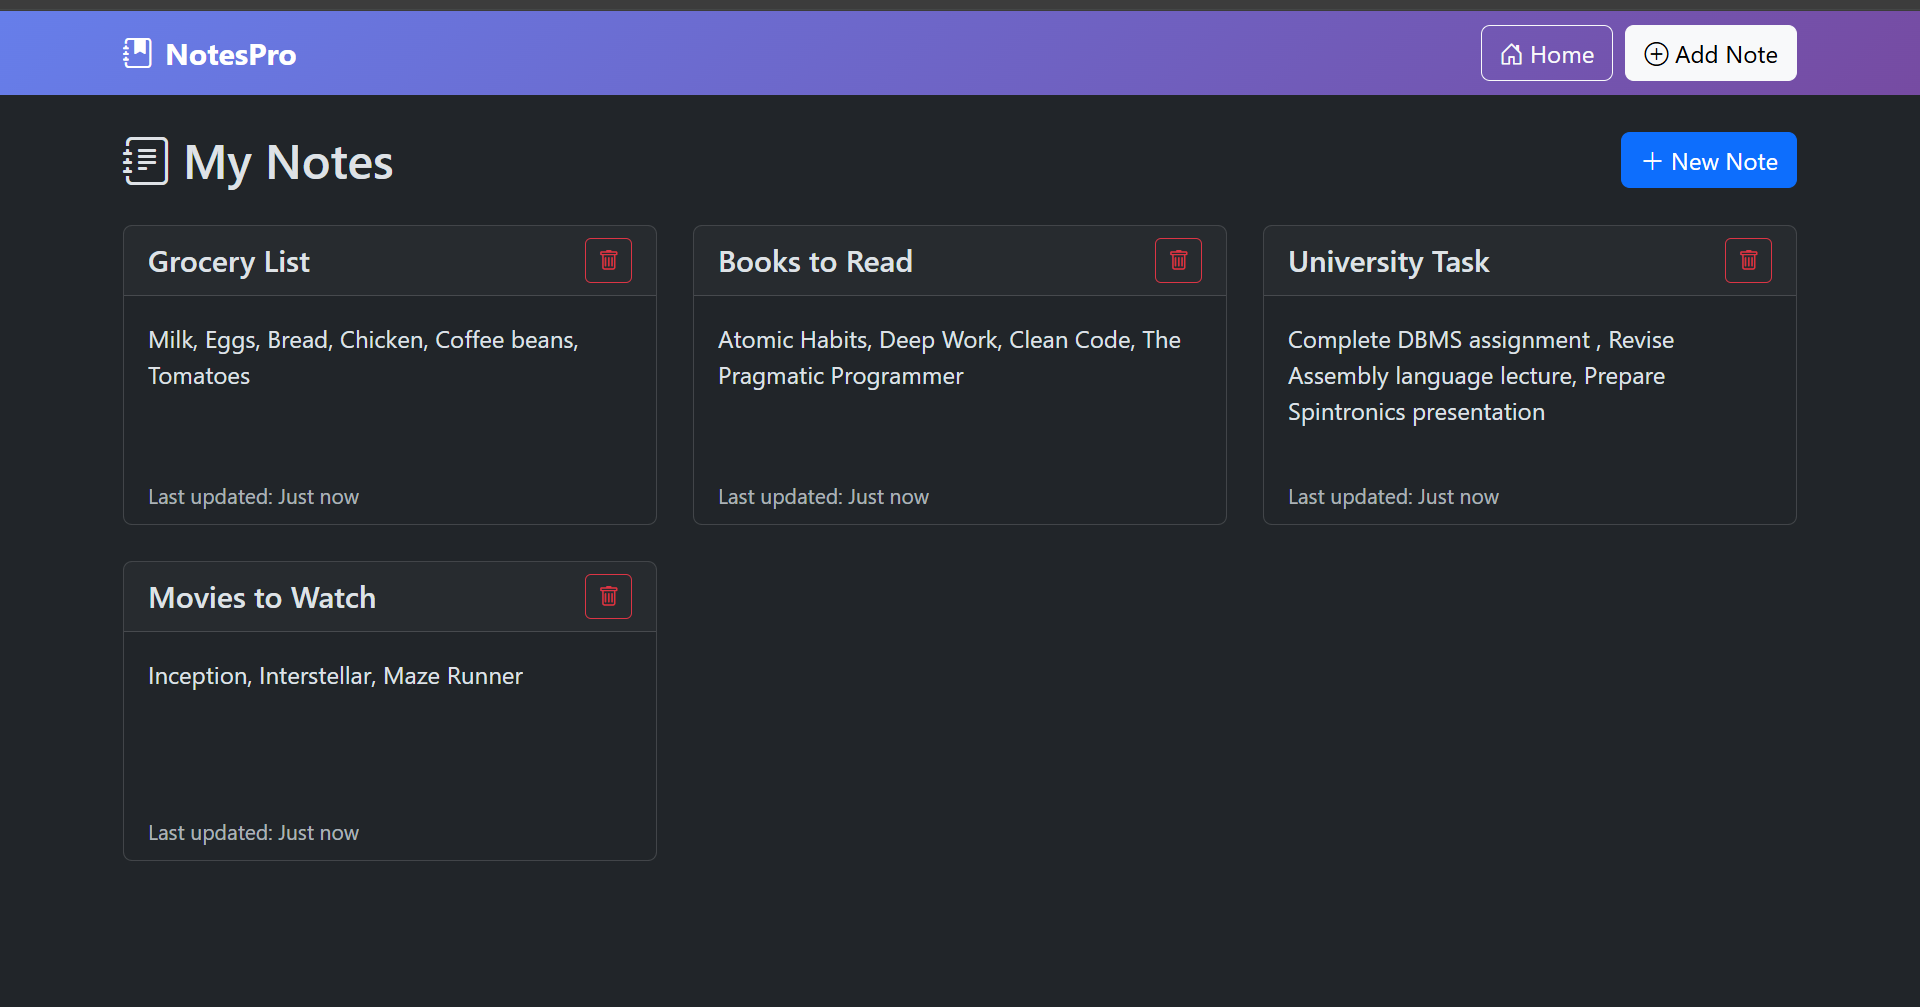 NotesPro
Home
Add Note
My Notes
New Note
Grocery List
Milk, Eggs, Bread, Chicken, Coffee beans,
Tomatoes
Last updated: Just now
Books to Read
Atomic Habits, Deep Work, Clean Code, The
Pragmatic Programmer
Last updated: Just now
University Task
Complete DBMS assignment , Revise
Assembly language lecture, Prepare
Spintronics presentation
Last updated: Just now
Movies to Watch
Inception, Interstellar, Maze Runner
Last updated: Just now